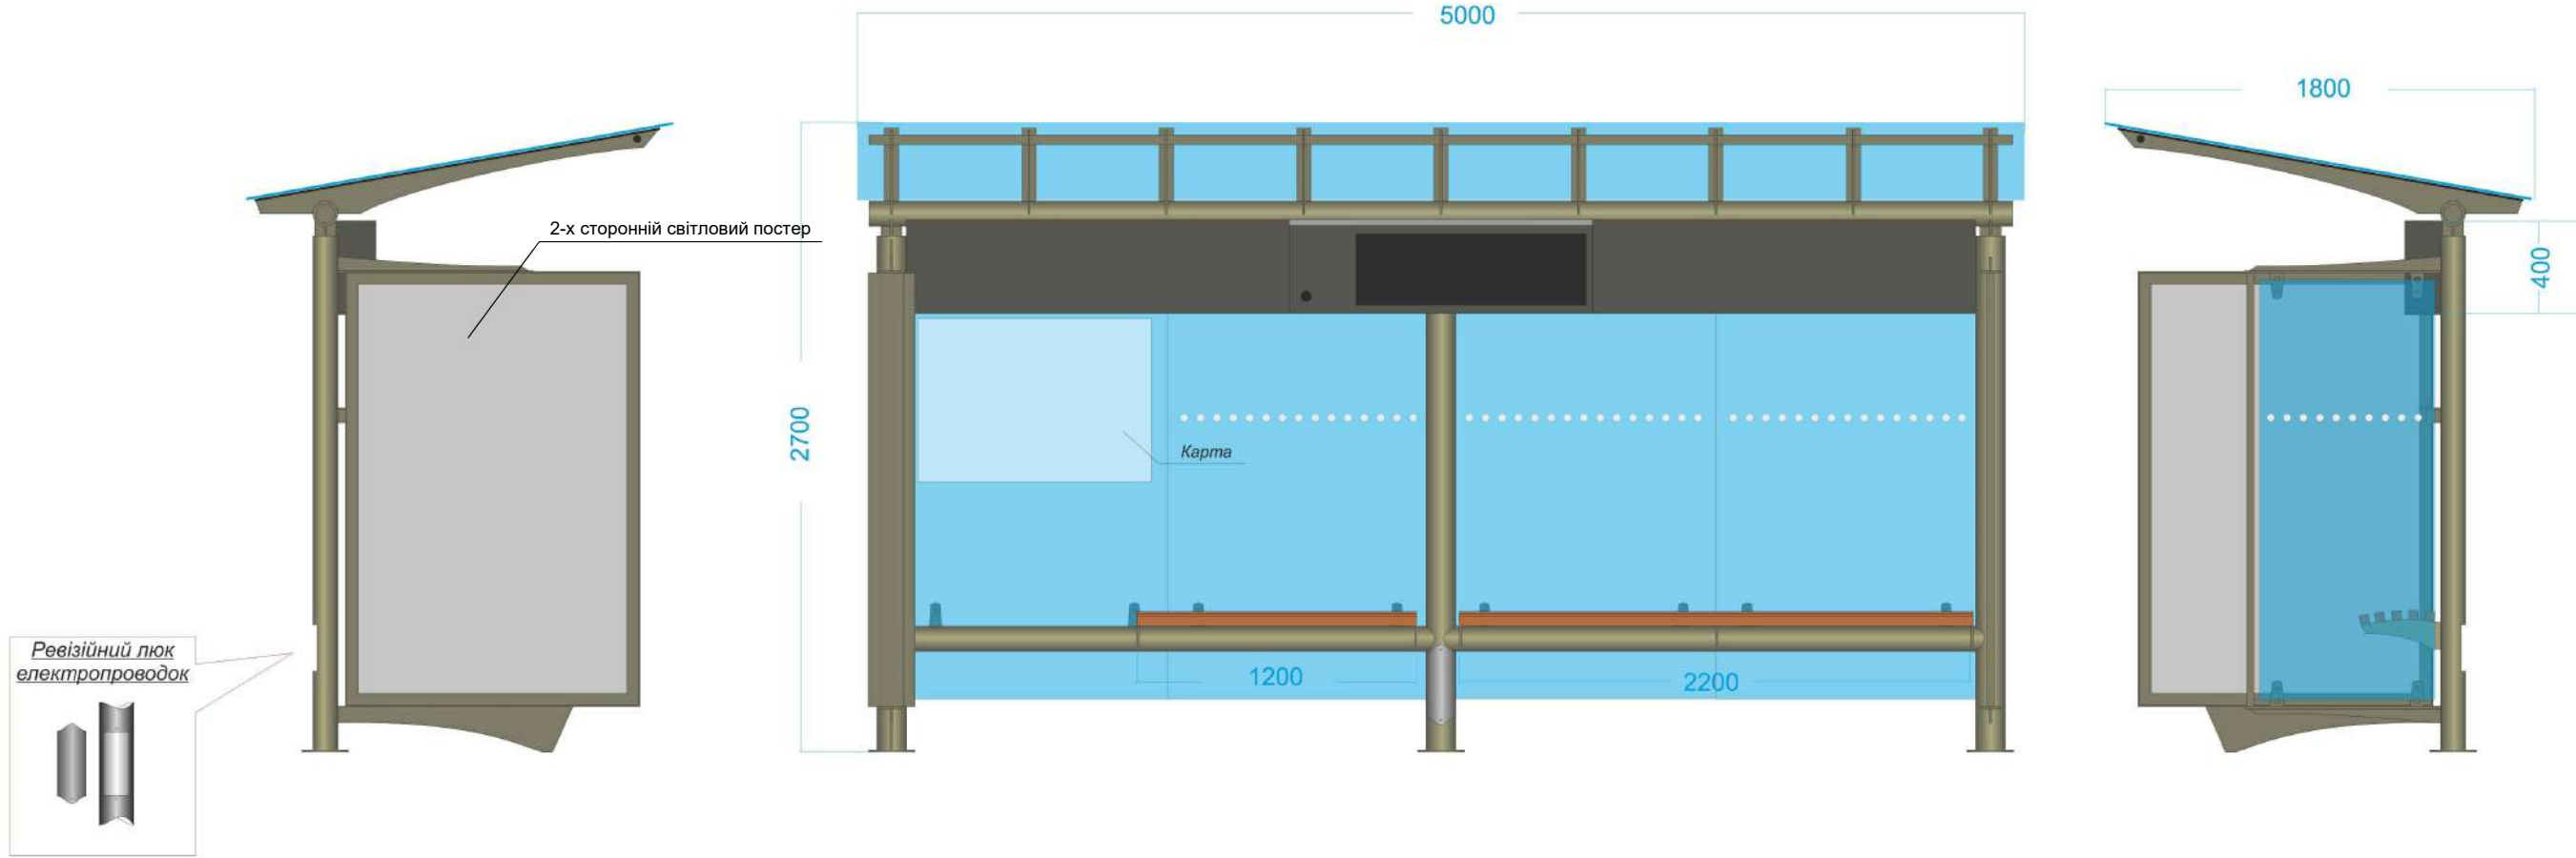 5000
1800
2-х сторонній світловий постер
400
2700
Карта
Ревізійний люк
електропроводок
1200
2200